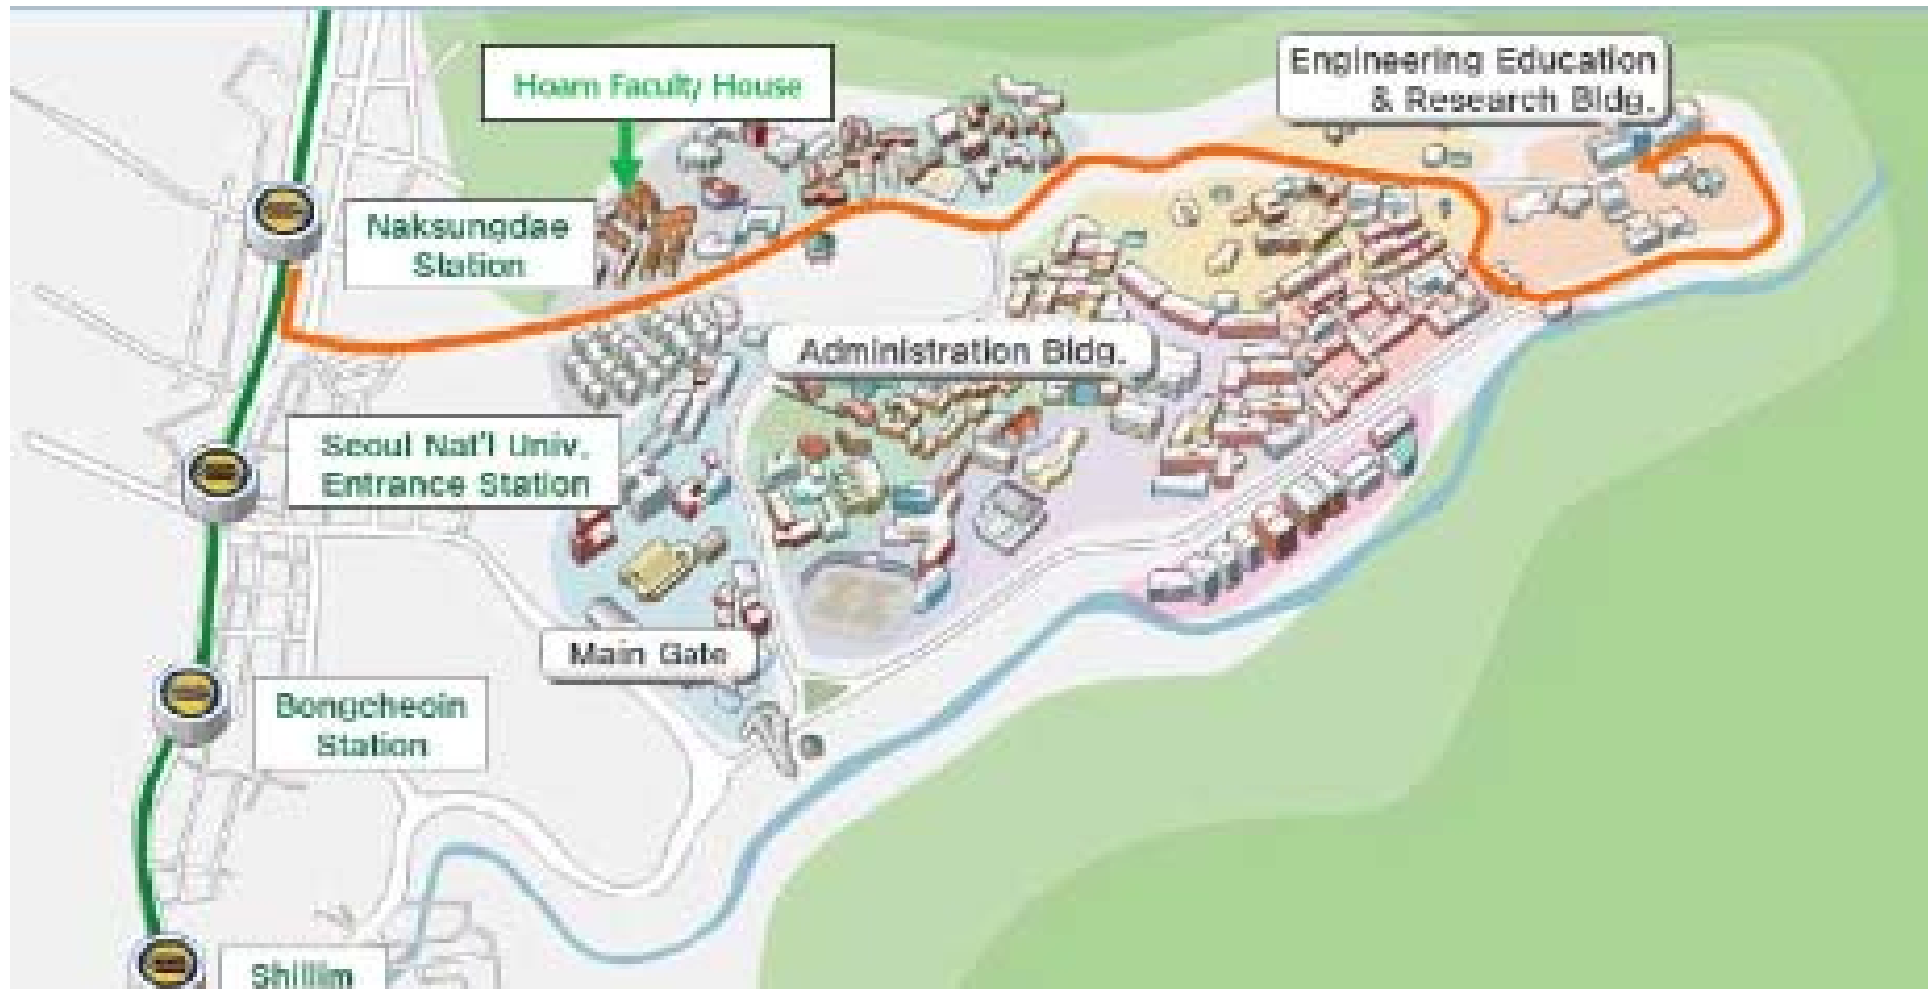 Hoam Faculty House
Engineering Education
& Research Bldg.
Naksungdae
Station
Administration Bldg.
Seoul Nat'l Univ.
Entrance Station
Main Gate
Bongcheoin
Station
Shillim